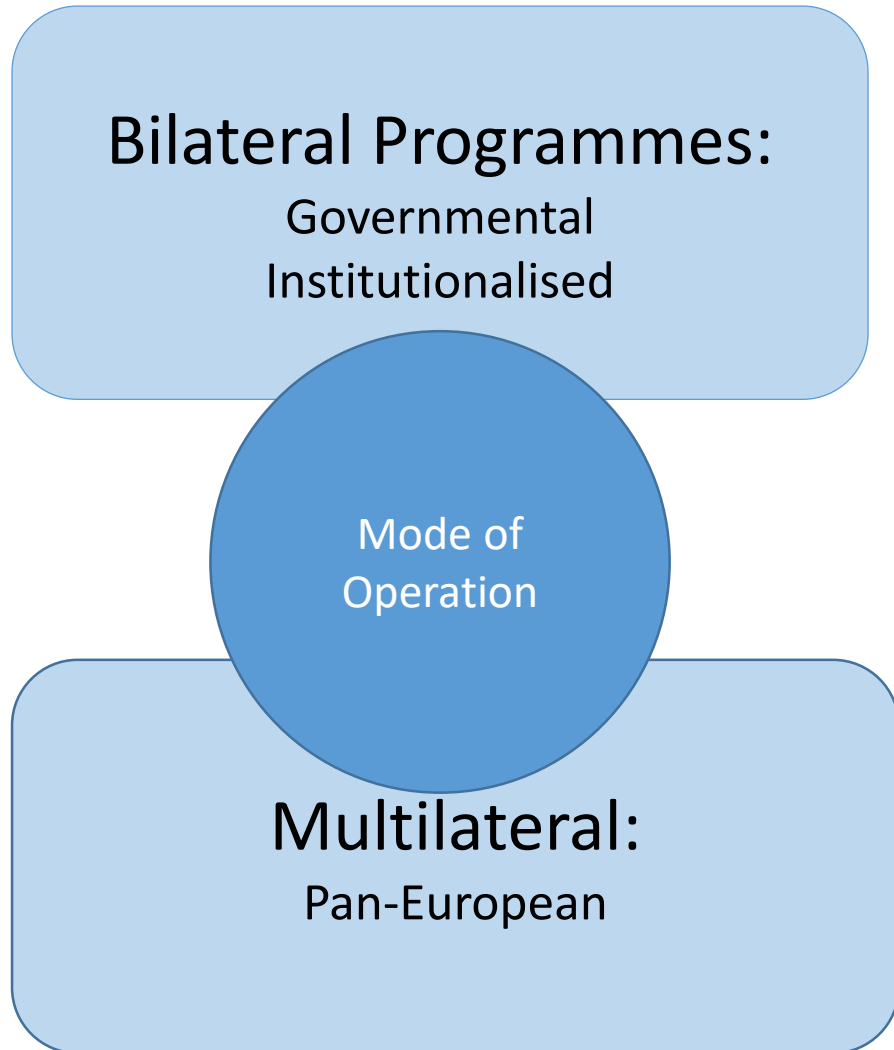 Bilateral Programmes:
Governmental
Institutionalised
Mode of
Operation
Multilateral:
Pan-European